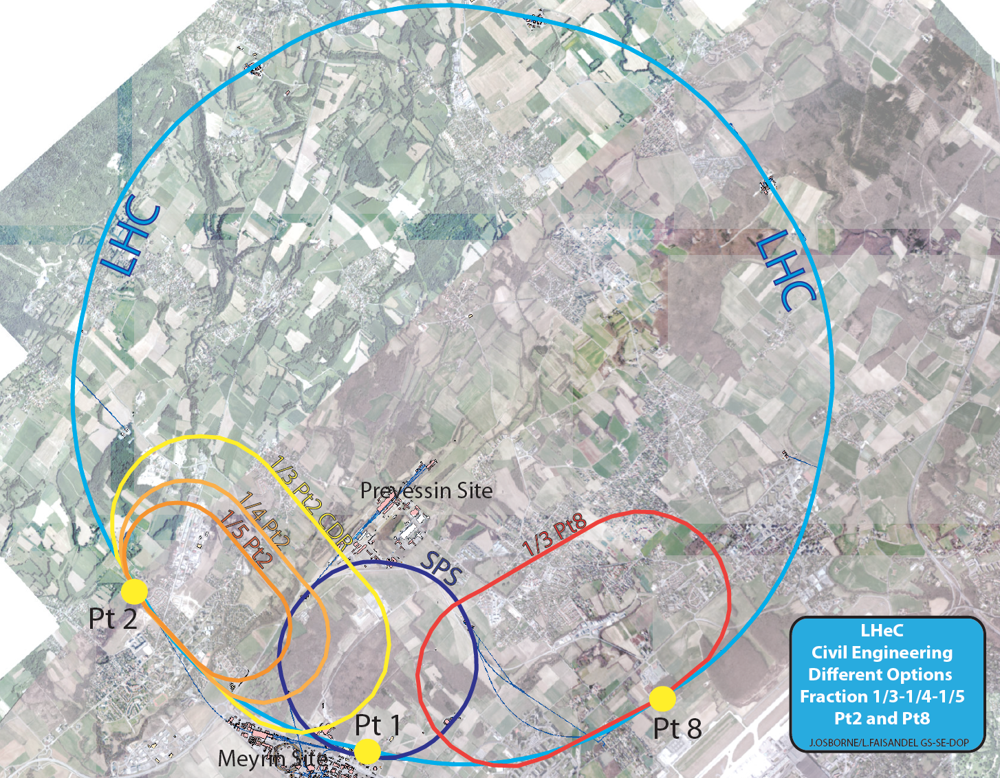 LHC
LHC
1/3 Pt2 CDR
1/4 Pt2
1/5 Pt2
Prevessin Site
1/3 Pt8
SPS
Pt 2
Pt 1
Pt 8
Meyrin Site
LHeC
Civil Engineering
Different Options
Fraction 1/3-1/4-1/5
Pt2 and Pt8
J.OSBORNE/L.FAISANDEL GS-SE-DOP